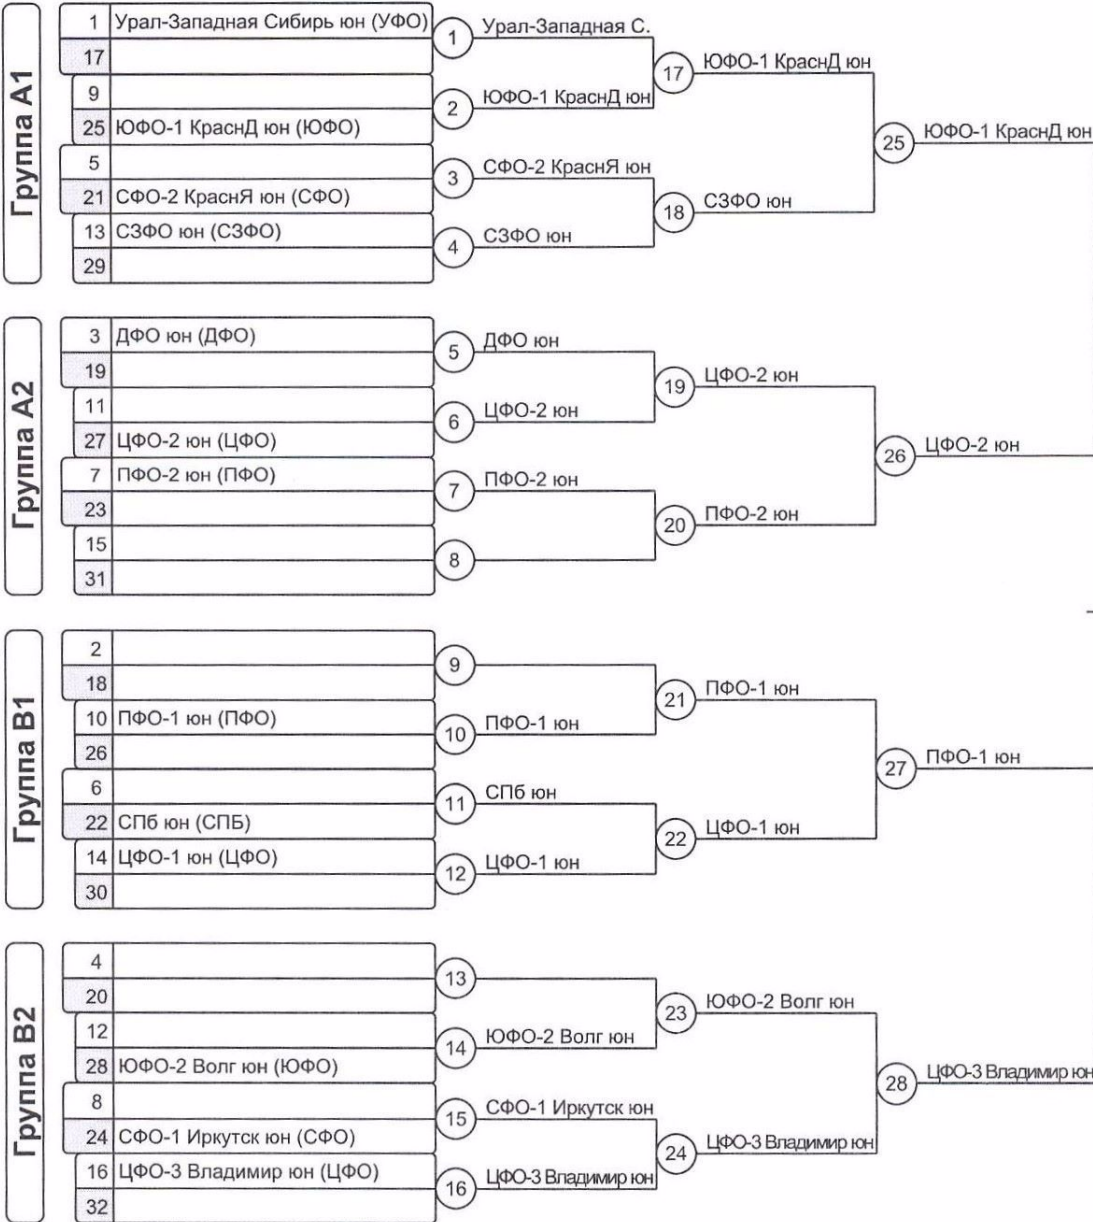 Группа А1
1 Урал-Западная Сибирь юн (УФО)
17
9
25 ЮФО-1 КраснД юн (ЮФО)
5
21 СФО-2 КраснЯ юн (СФО)
13 СЗФО юн (СЗФО)
29
1 Урал-Западная С.
2 ЮФО-1 КраснД юн
3 СФО-2 КраснЯ юн
4 СЗФО юн
17 ЮФО-1 КраснД юн
18 СЗФО юн
25 ЮФО-1 КраснД юн
Группа А2
3 ДФО юн (ДФО)
19
11
27 ЦФО-2 юн (ЦФО)
7 ПФО-2 юн (ПФО)
23
15
31
5 ДФО юн
6 ЦФО-2 юн
7 ПФО-2 юн
8
19 ЦФО-2 юн
20 ПФО-2 юн
26 ЦФО-2 юн
Группа В1
2
18
10 ПФО-1 юн (ПФО)
26
6
22 СПб юн (СПБ)
14 ЦФО-1 юн (ЦФО)
30
9
10 ПФО-1 юн
11 СПб юн
12 ЦФО-1 юн
21 ПФО-1 юн
22 ЦФО-1 юн
27 ПФО-1 юн
Группа В2
4
20
12
28 ЮФО-2 Волг юн (ЮФО)
8
24 СФО-1 Иркутск юн (СФО)
16 ЦФО-3 Владимир юн (ЦФО)
32
13
14 ЮФО-2 Волг юн
15 СФО-1 Иркутск юн
16 ЦФО-3 Владимир юн
23 ЮФО-2 Волг юн
24 ЦФО-3 Владимир юн
28 ЦФО-3 Владимир юн